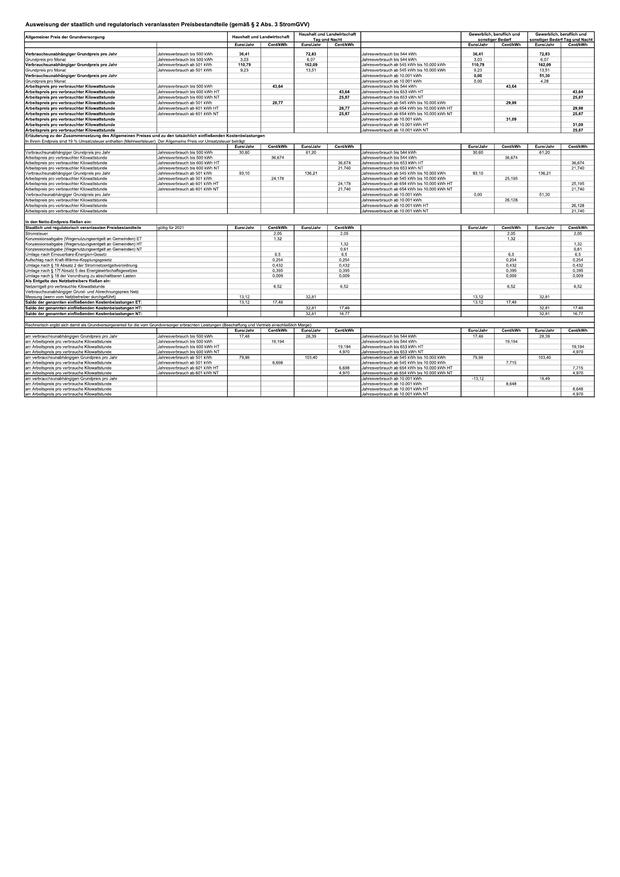 Ausweisung der staatlich und regulatorisch veranlassten Preisbestandteile (gemäß § 2 Abs. 3 StromGVV)
Allgemeiner Preis der Grundversorgung Haushalt und Landwirtschaft Haushalt und Landwirtschaft Tag und Nacht Gewerblich, beruflich und sonstiger Bedarf Gewerblich, beruflich und sonstiger Bedarf Tag und Nacht
Euro/Jahr Cent/kWh Euro/Jahr Cent/kWh Euro/Jahr Cent/kWh Euro/Jahr Cent/kWh
Verbrauchsunabhängiger Grundpreis pro Jahr Jahresverbrauch bis 500 kWh 36,41 72,83 Jahresverbrauch bis 544 kWh 36,41 72,83
Grundpreis pro Monat Jahresverbrauch bis 500 kWh 3,03 6,07 Jahresverbrauch bis 544 kWh 3,03 6,07
Verbrauchsunabhängiger Grundpreis pro Jahr Jahresverbrauch ab 501 kWh 110,79 162,09 Jahresverbrauch ab 545 kWh bis 10.000 kWh 110,79 162,09
Grundpreis pro Monat Jahresverbrauch ab 501 kWh 9,23 13,51 Jahresverbrauch ab 545 kWh bis 10.000 kWh 9,23 13,51
Verbrauchsunabhängiger Grundpreis pro Jahr Jahresverbrauch ab 10.001 kWh 0,00 51,30
Grundpreis pro Monat Jahresverbrauch ab 10.001 kWh 0,00 4,28
Arbeitspreis pro verbrauchter Kilowattstunde Jahresverbrauch bis 500 kWh 43,64 Jahresverbrauch bis 544 kWh 43,64
Arbeitspreis pro verbrauchter Kilowattstunde Jahresverbrauch bis 600 kWh HT 43,64 Jahresverbrauch bis 653 kWh HT 43,64
Arbeitspreis pro verbrauchter Kilowattstunde Jahresverbrauch bis 600 kWh NT 25,87 Jahresverbrauch bis 653 kWh NT 25,87
Arbeitspreis pro verbrauchter Kilowattstunde Jahresverbrauch ab 501 kWh 28,77 Jahresverbrauch ab 545 kWh bis 10.000 kWh 29,98
Arbeitspreis pro verbrauchter Kilowattstunde Jahresverbrauch ab 601 kWh HT 28,77 Jahresverbrauch ab 654 kWh bis 10.000 kWh HT 29,98
Arbeitspreis pro verbrauchter Kilowattstunde Jahresverbrauch ab 601 kWh NT 25,87 Jahresverbrauch ab 654 kWh bis 10.000 kWh NT 25,87
Arbeitspreis pro verbrauchter Kilowattstunde Jahresverbrauch ab 10.001 kWh 31,09
Arbeitspreis pro verbrauchter Kilowattstunde Jahresverbrauch ab 10.001 kWh HT 31,09
Arbeitspreis pro verbrauchter Kilowattstunde Jahresverbrauch ab 10.001 kWh NT 25,87
Erläuterung zu der Zusammensetzung des Allgemeinen Preises und zu den tatsächlich einfließenden Kostenbelastungen
In Ihrem Endpreis sind 19 % Umsatzsteuer enthalten (Mehrwertsteuer). Der Allgemeine Preis vor Umsatzsteuer beträgt
Euro/Jahr Cent/kWh Euro/Jahr Cent/kWh Euro/Jahr Cent/kWh Euro/Jahr Cent/kWh
Verbrauchsunabhängiger Grundpreis pro Jahr Jahresverbrauch bis 500 kWh 30,60 61,20 Jahresverbrauch bis 544 kWh 30,60 61,20
Arbeitspreis pro verbrauchter Kilowattstunde Jahresverbrauch bis 500 kWh 36,674 Jahresverbrauch bis 544 kWh 36,674
Arbeitspreis pro verbrauchter Kilowattstunde Jahresverbrauch bis 600 kWh HT 36,674 Jahresverbrauch bis 653 kWh HT 36,674
Arbeitspreis pro verbrauchter Kilowattstunde Jahresverbrauch bis 600 kWh NT 21,740 Jahresverbrauch bis 653 kWh NT 21,740
Verbrauchsunabhängiger Grundpreis pro Jahr Jahresverbrauch ab 501 kWh 93,10 136,21 Jahresverbrauch ab 545 kWh bis 10.000 kWh 93,10 136,21
Arbeitspreis pro verbrauchter Kilowattstunde Jahresverbrauch ab 501 kWh 24,178 Jahresverbrauch ab 545 kWh bis 10.000 kWh 25,195
Arbeitspreis pro verbrauchter Kilowattstunde Jahresverbrauch ab 601 kWh HT 24,178 Jahresverbrauch ab 654 kWh bis 10.000 kWh HT 25,195
Arbeitspreis pro verbrauchter Kilowattstunde Jahresverbrauch ab 601 kWh NT 21,740 Jahresverbrauch ab 654 kWh bis 10.000 kWh NT 21,740
Verbrauchsunabhängiger Grundpreis pro Jahr Jahresverbrauch ab 10.001 kWh 0,00 51,30
Arbeitspreis pro verbrauchter Kilowattstunde Jahresverbrauch ab 10.001 kWh 26,128
Arbeitspreis pro verbrauchter Kilowattstunde Jahresverbrauch ab 10.001 kWh HT 26,128
Arbeitspreis pro verbrauchter Kilowattstunde Jahresverbrauch ab 10.001 kWh NT 21,740
In den Netto-Endpreis fließen ein:
Staatlich und regulatorisch veranlassten Preisbestandteile gültig für 2021 Euro/Jahr Cent/kWh Euro/Jahr Cent/kWh Euro/Jahr Cent/kWh Euro/Jahr Cent/kWh
Stromsteuer 2,05 2,05 2,05 2,05
Konzessionsabgabe (Wegenutzungsentgelt an Gemeinden) ET 1,32 1,32
Konzessionsabgabe (Wegenutzungsentgelt an Gemeinden) HT 1,32 1,32
Konzessionsabgabe (Wegenutzungsentgelt an Gemeinden) NT 0,61 0,61
Umlage nach Erneuerbare-Energien-Gesetz 6,5 6,5 6,5 6,5
Aufschlag nach Kraft-Wärme-Kopplungsgesetz 0,254 0,254 0,254 0,254
Umlage nach § 19 Absatz 2 der Stromnetzentgeltverordnung 0,432 0,432 0,432 0,432
Umlage nach § 17f Absatz 5 des Energiewirtschaftsgesetzes 0,395 0,395 0,395 0,395
Umlage nach § 18 der Verordnung zu abschaltbaren Lasten 0,009 0,009 0,009 0,009
Als Entgelte des Netzbetreibers fließen ein:
Netzentgelt pro verbrauchte Kilowattstunde 6,52 6,52 6,52 6,52
Verbrauchsunabhängiger Grund- und Abrechnungspreis Netz
Messung (wenn vom Netzbetreiber durchgeführt) 13,12 32,81 13,12 32,81
Saldo der genannten einfließenden Kostenbelastungen ET: 13,12 17,48 13,12 17,48
Saldo der genannten einfließenden Kostenbelastungen HT: 32,81 17,48 32,81 17,48
Saldo der genannten einfließenden Kostenbelastungen NT: 32,81 16,77 32,81 16,77
Rechnerisch ergibt sich damit als Grundversorgeranteil für die vom Grundversorger erbrachten Leistungen (Beschaffung und Vertrieb einschließlich Marge):
Euro/Jahr Cent/kWh Euro/Jahr Cent/kWh Euro/Jahr Cent/kWh Euro/Jahr Cent/kWh
am verbrauchsunabhängigen Grundpreis pro Jahr Jahresverbrauch bis 500 kWh 17,48 28,39 Jahresverbrauch bis 544 kWh 17,48 28,39
am Arbeitspreis pro verbrauchte Kilowattstunde Jahresverbrauch bis 500 kWh 19,194 Jahresverbrauch bis 544 kWh 19,194
am Arbeitspreis pro verbrauchte Kilowattstunde Jahresverbrauch bis 600 kWh HT 19,194 Jahresverbrauch bis 653 kWh HT 19,194
am Arbeitspreis pro verbrauchte Kilowattstunde Jahresverbrauch bis 600 kWh NT 4,970 Jahresverbrauch bis 653 kWh NT 4,970
am verbrauchsunabhängigen Grundpreis pro Jahr Jahresverbrauch ab 501 kWh 79,98 103,40 Jahresverbrauch ab 545 kWh bis 10.000 kWh 79,98 103,40
am Arbeitspreis pro verbrauchte Kilowattstunde Jahresverbrauch ab 501 kWh 6,698 Jahresverbrauch ab 545 kWh bis 10.000 kWh 7,715
am Arbeitspreis pro verbrauchte Kilowattstunde Jahresverbrauch ab 601 kWh HT 6,698 Jahresverbrauch ab 654 kWh bis 10.000 kWh HT 7,715
am Arbeitspreis pro verbrauchte Kilowattstunde Jahresverbrauch ab 601 kWh NT 4,970 Jahresverbrauch ab 654 kWh bis 10.000 kWh NT 4,970
am verbrauchsunabhängigen Grundpreis pro Jahr Jahresverbrauch ab 10.001 kWh -13,12 18,49
am Arbeitspreis pro verbrauchte Kilowattstunde Jahresverbrauch ab 10.001 kWh 8,648
am Arbeitspreis pro verbrauchte Kilowattstunde Jahresverbrauch ab 10.001 kWh HT 8,648
am Arbeitspreis pro verbrauchte Kilowattstunde Jahresverbrauch ab 10.001 kWh NT 4,970